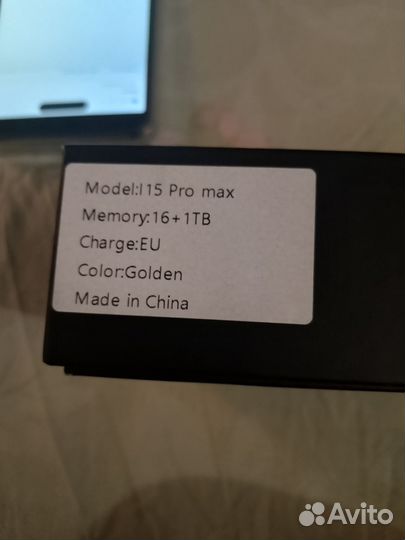 Model:I15 Pro max
Memory:16+1TB
Charge:EU
Color:Golden
Made in China
Avito